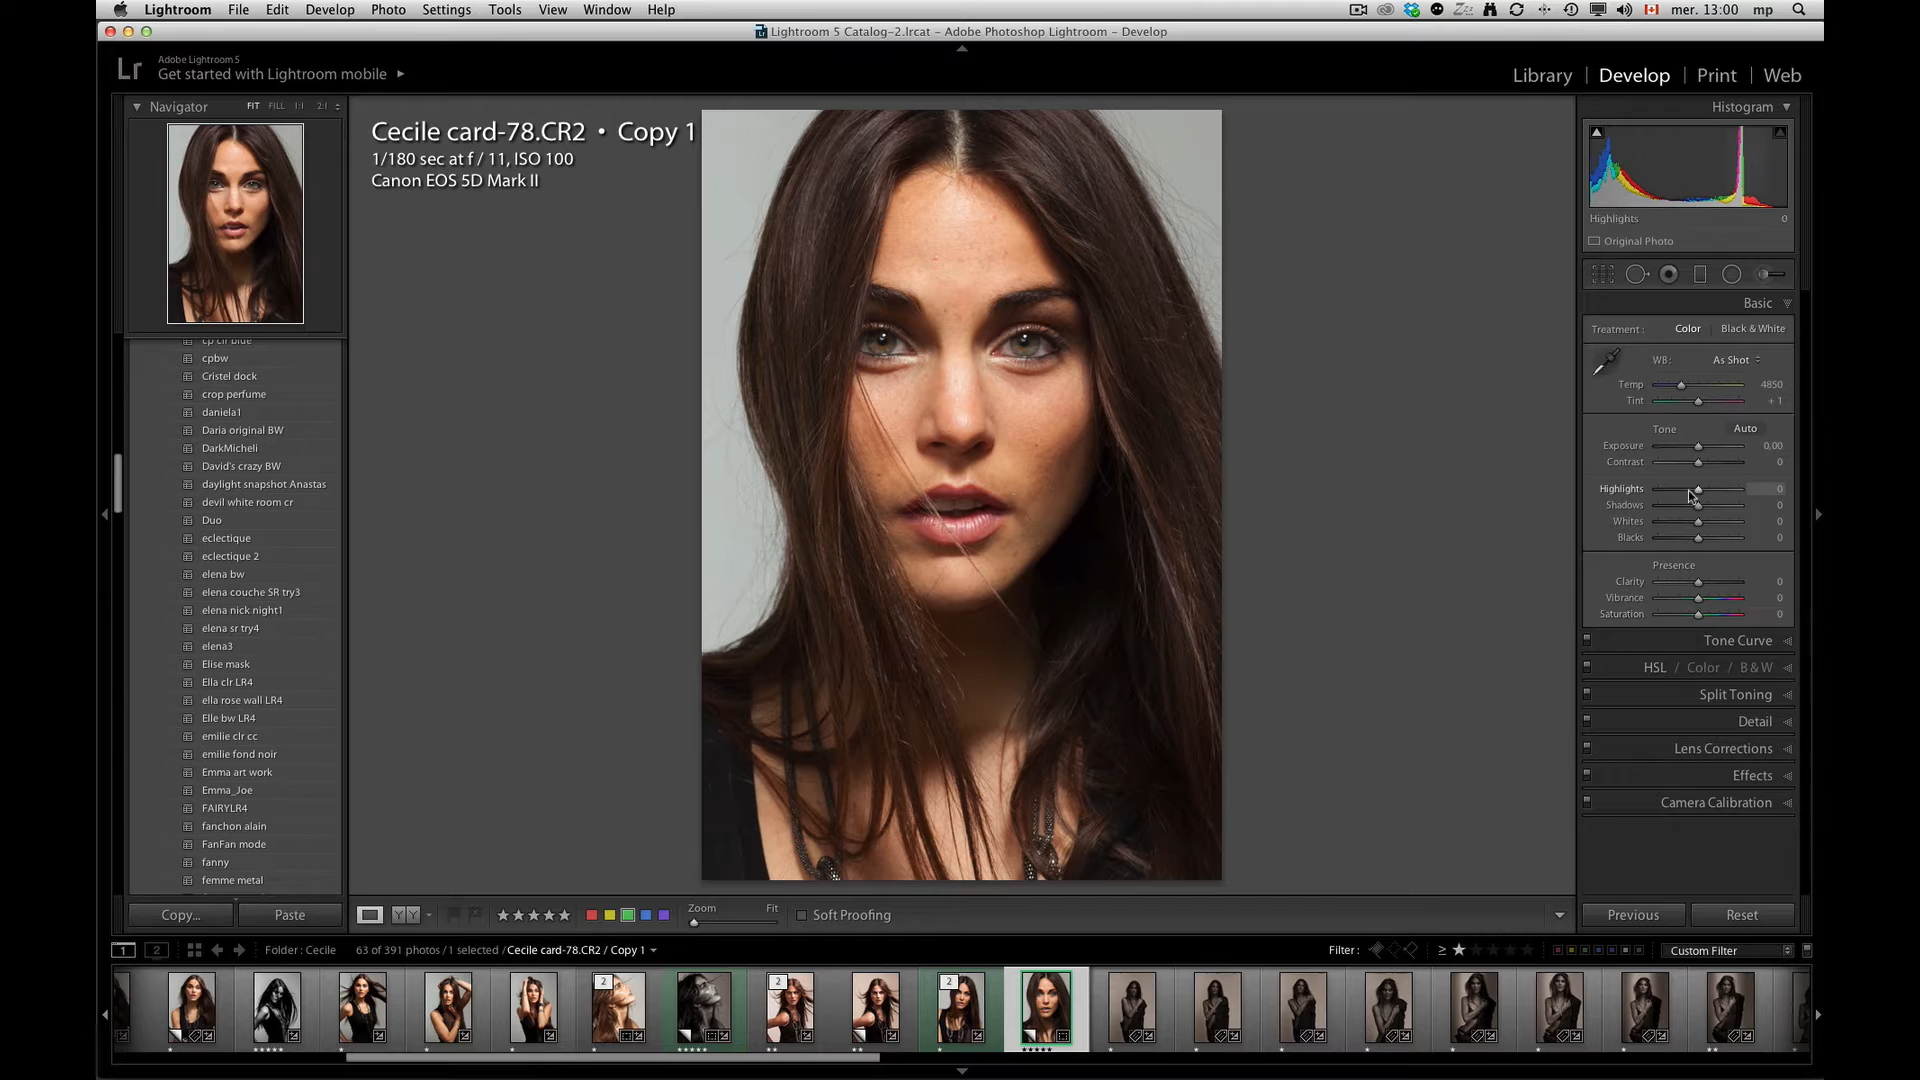 Lightroom File Edit Develop Photo Settings Tools View Window Help mer. 13:00 mp
Lightroom 5 Catalog-2.lrcat – Adobe Photoshop Lightroom – Develop
Lr Adobe Lightroom 5
Get started with Lightroom mobile
Library Develop Print Web
Navigator FIT FILL 1:1 2:1
Cecile card-78.CR2 • Copy 1
1/180 sec at f / 11, ISO 100
Canon EOS 5D Mark II
cp clr blue
cpbw
Cristel dock
crop perfume
daniela1
Daria original BW
DarkMicheli
David's crazy BW
daylight snapshot Anastas
devil white room cr
Duo
eclectique
eclectique 2
elena bw
elena couche SR try3
elena nick night1
elena sr try4
elena3
Elise mask
Ella clr LR4
ella rose wall LR4
Elle bw LR4
emilie clr cc
emilie fond noir
Emma art work
Emma_Joe
FAIRYLR4
fanchon alain
FanFan mode
fanny
femme metal
Copy... Paste
Histogram
Highlights 0
Original Photo
Basic
Treatment : Color Black & White
WB : As Shot
Temp 4850
Tint + 1
Tone Auto
Exposure 0,00
Contrast 0
Highlights 0
Shadows 0
Whites 0
Blacks 0
Presence
Clarity 0
Vibrance 0
Saturation 0
Tone Curve
HSL / Color / B & W
Split Toning
Detail
Lens Corrections
Effects
Camera Calibration
Previous Reset
YY Zoom Fit Soft Proofing
1 2 Folder : Cecile 63 of 391 photos / 1 selected / Cecile card-78.CR2 / Copy 1 Filter : ≥ Custom Filter
2 2 2